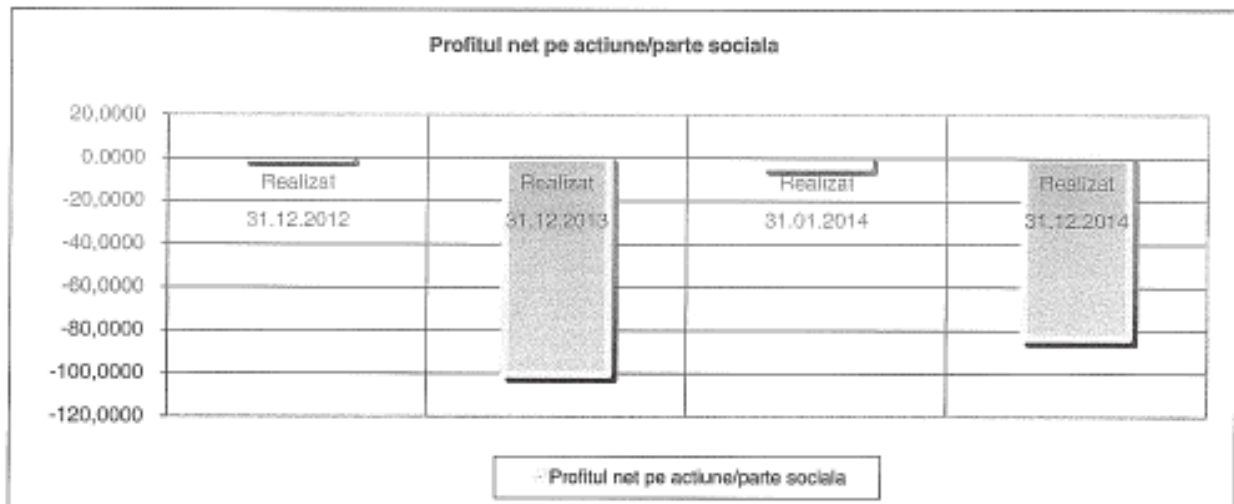 Profitul net pe actiune/parte sociala
20,0000
0.0000
-20,0000
-40,0000
-60,0000
-80,0000
-100,0000
-120,0000
Realizat Realizat Realizat Realizat
31.12.2012 31.12.2013 31.01.2014 31.12.2014
Profitul net pe actiune/parte sociala